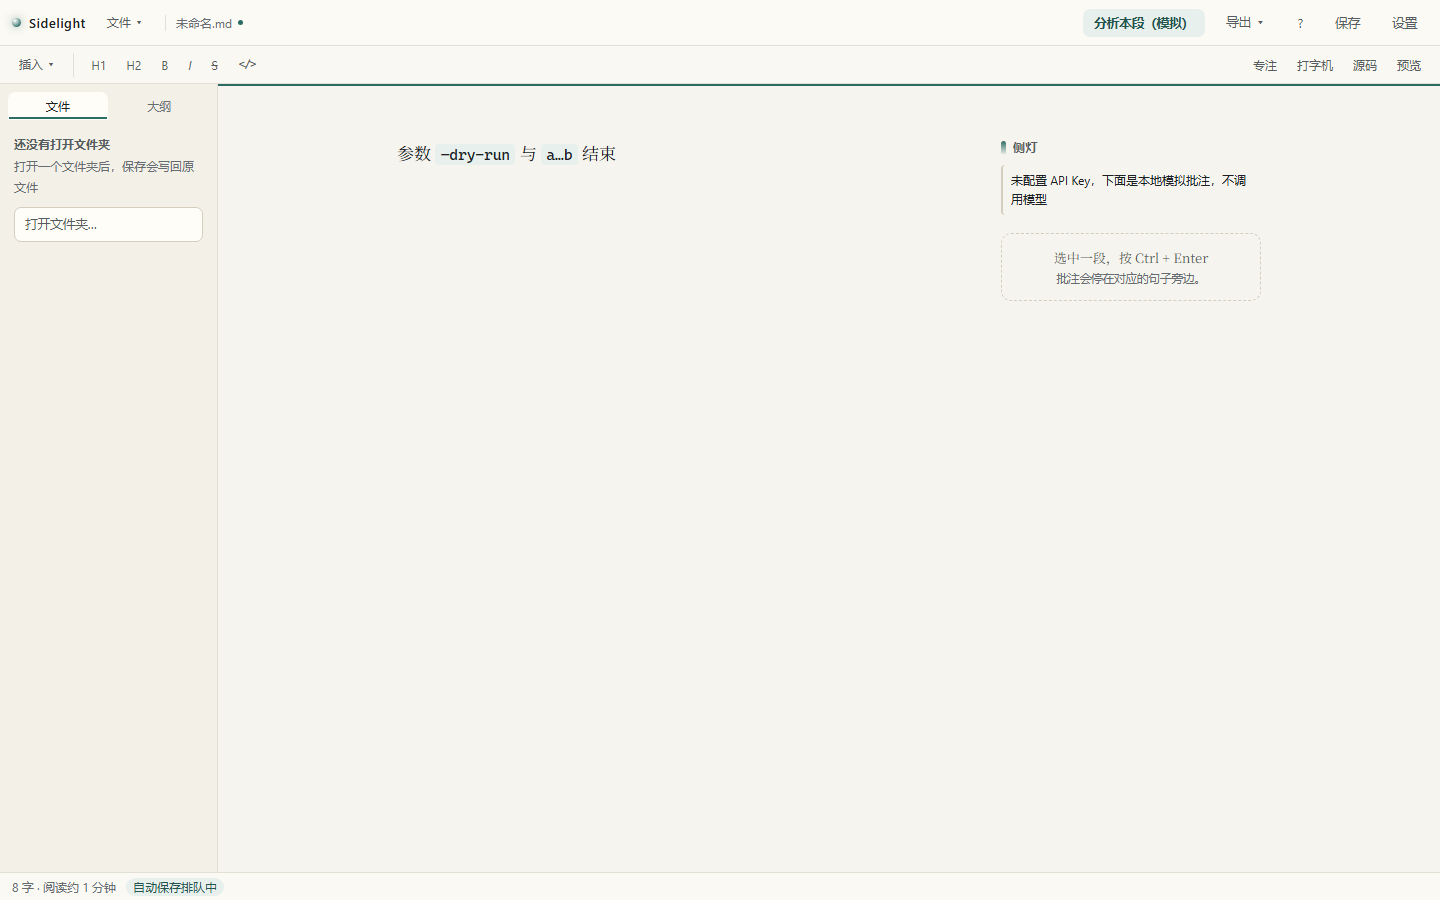 Sidelight 文件 未命名.md 分析本段（模拟） 导出 ? 保存 设置
插入 H1 H2 B I S </> 专注 打字机 源码 预览
文件 大纲
还没有打开文件夹
打开一个文件夹后，保存会写回原
文件
打开文件夹...
参数 —dry-run 与 a…b 结束
侧灯
未配置 API Key，下面是本地模拟批注，不调
用模型
选中一段，按 Ctrl + Enter
批注会停在对应的句子旁边。
8 字 · 阅读约 1 分钟 自动保存排队中